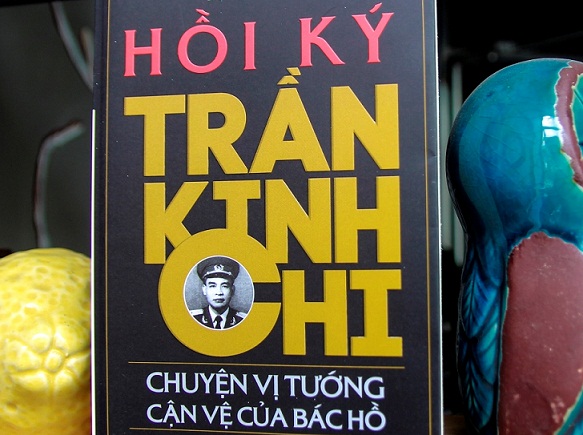 HỒI KÝ
TRẦN
KINH
CHI
CHUYỆN VỊ TƯỚNG
CẬN VỆ CỦA BÁC HỒ